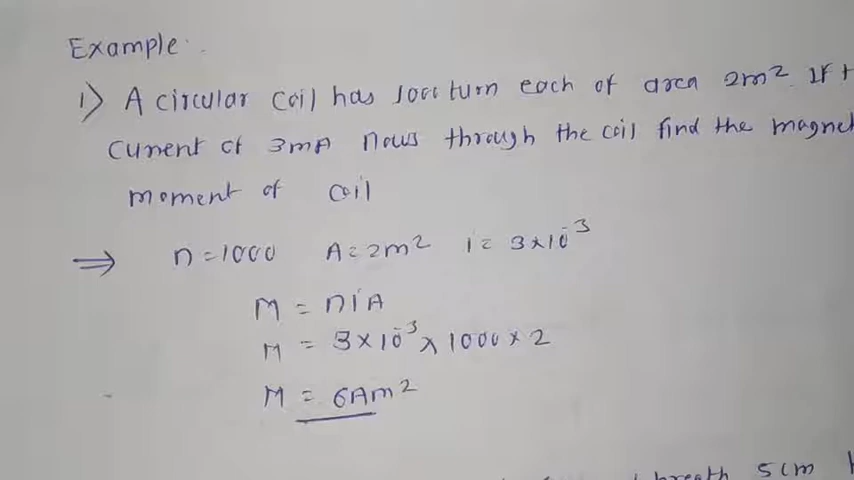 Example:
1) A circular coil has 1000 turn each of area 2m². If
current of 3mA flows through the coil find the magnet
moment of coil
⇒ n=1000 A=2m² i= 3×10⁻³
M = niA
M = 3×10⁻³ × 1000 × 2
M = 6Am²
breath 5cm